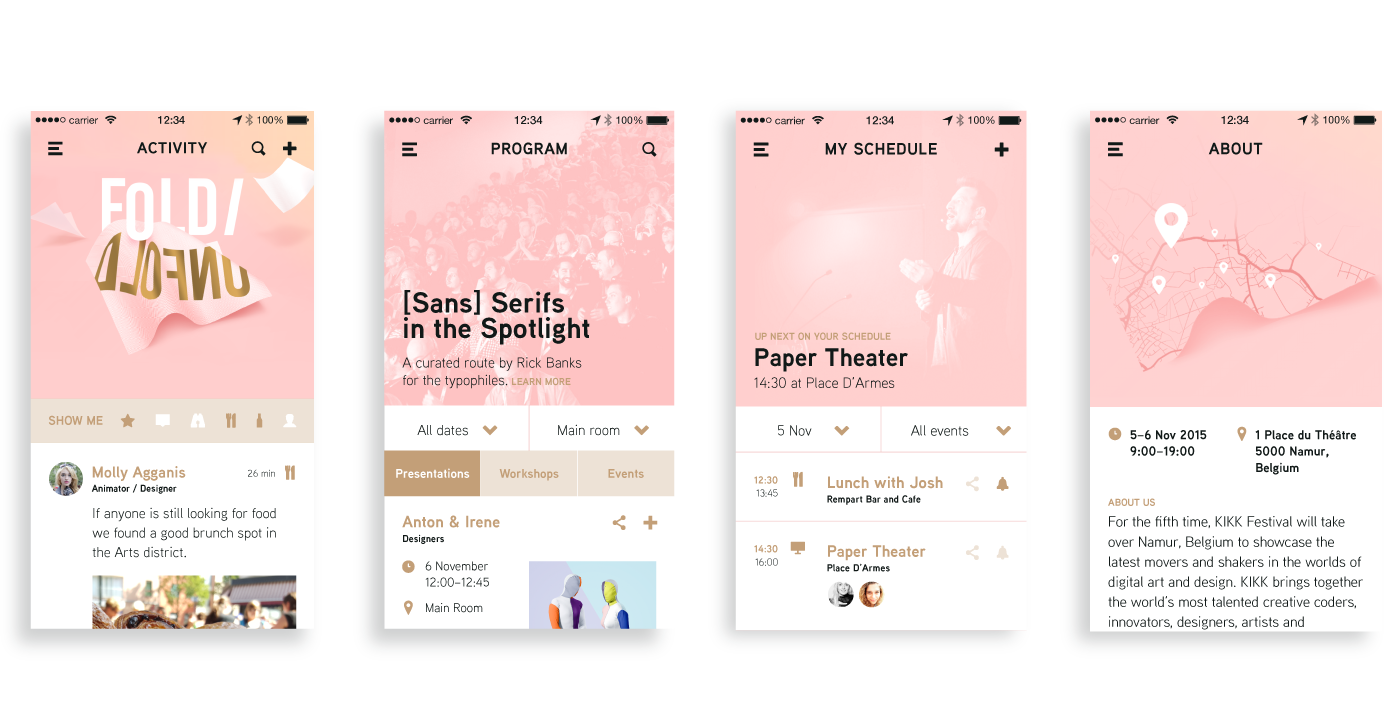 carrier 12:34 100%
ACTIVITY
FOLD/
UNFOLD
SHOW ME
Molly Agganis 26 min
Animator / Designer
If anyone is still looking for food
we found a good brunch spot in
the Arts district.
carrier 12:34 100%
PROGRAM
[Sans] Serifs
in the Spotlight
A curated route by Rick Banks
for the typophiles. LEARN MORE
All dates Main room
Presentations Workshops Events
Anton & Irene
Designers
6 November
12:00–12:45
Main Room
carrier 12:34 100%
MY SCHEDULE
UP NEXT ON YOUR SCHEDULE
Paper Theater
14:30 at Place D'Armes
5 Nov All events
12:30 Lunch with Josh
13:45 Rempart Bar and Cafe
14:30 Paper Theater
16:00 Place D'Armes
carrier 12:34 100%
ABOUT
5–6 Nov 2015
9:00–19:00
1 Place du Théâtre
5000 Namur,
Belgium
ABOUT US
For the fifth time, KIKK Festival will take
over Namur, Belgium to showcase the
latest movers and shakers in the worlds of
digital art and design. KIKK brings together
the world's most talented creative coders,
innovators, designers, artists and